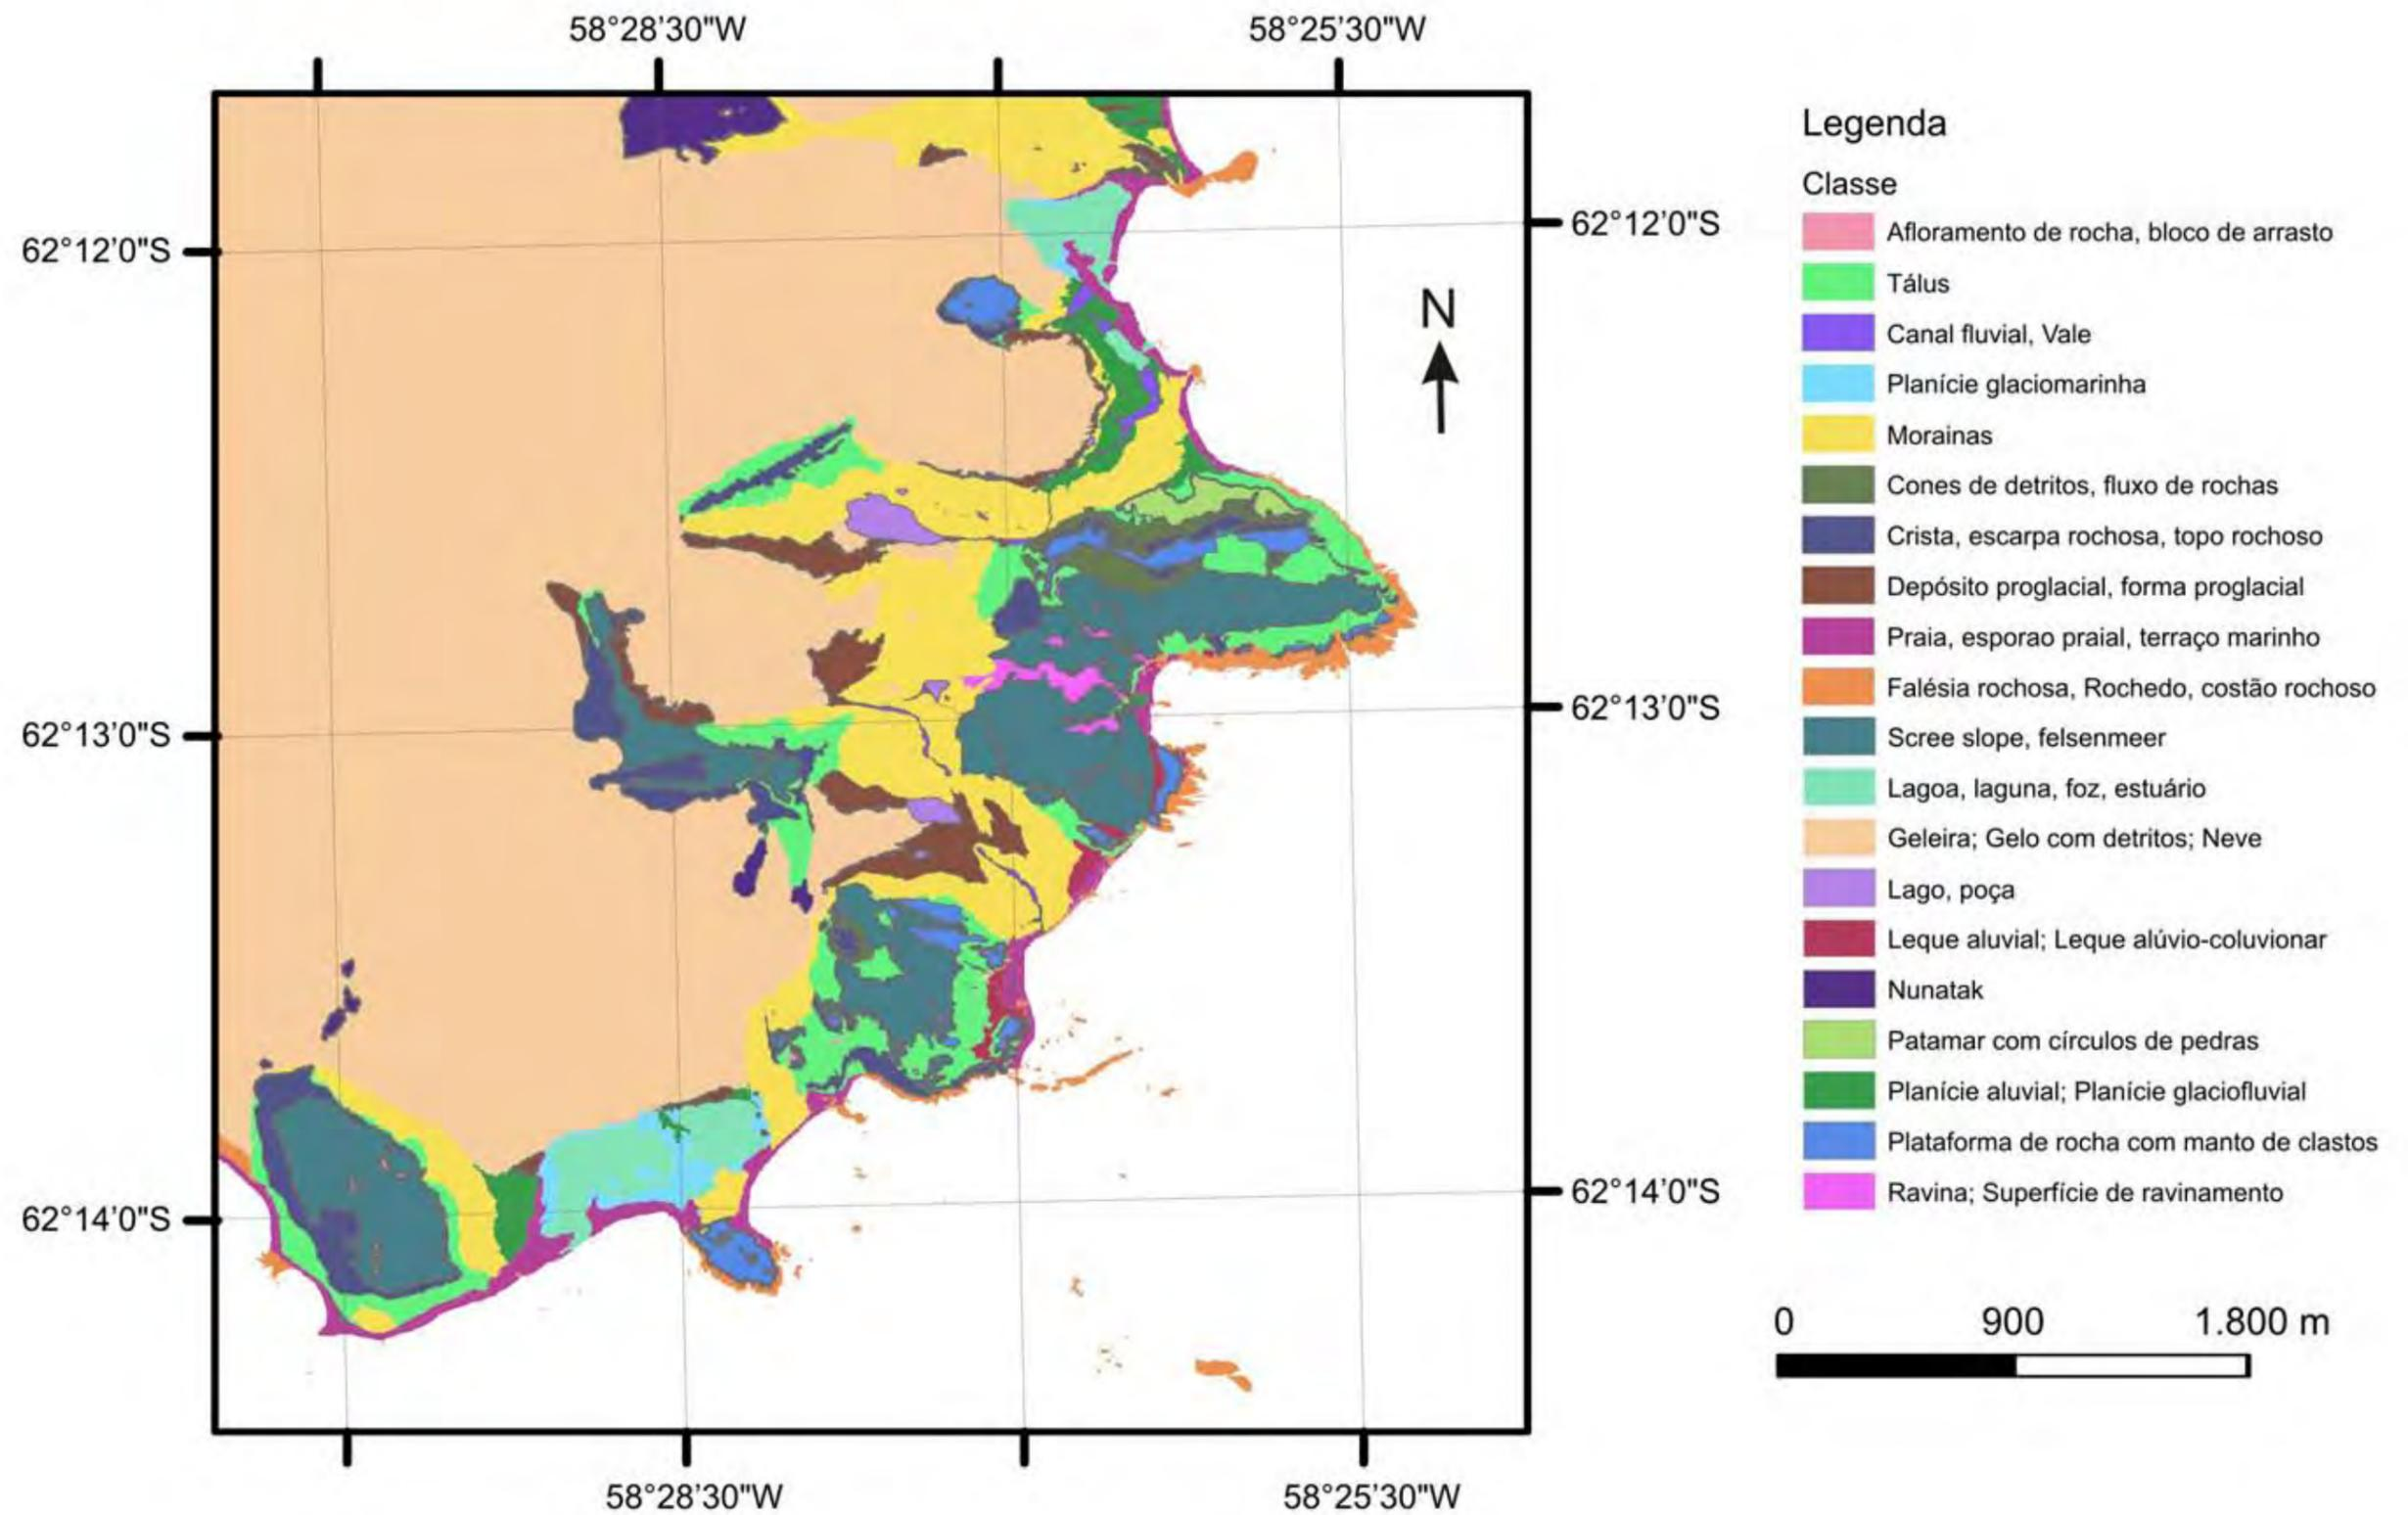 58°28'30"W 58°25'30"W
Legenda
Classe
62°12'0"S 62°12'0"S
Afloramento de rocha, bloco de arrasto
Tálus
N
Canal fluvial, Vale
Planície glaciomarinha
Morainas
Cones de detritos, fluxo de rochas
Crista, escarpa rochosa, topo rochoso
Depósito proglacial, forma proglacial
Praia, esporao praial, terraço marinho
Falésia rochosa, Rochedo, costão rochoso
62°13'0"S 62°13'0"S
Scree slope, felsenmeer
Lagoa, laguna, foz, estuário
Geleira; Gelo com detritos; Neve
Lago, poça
Leque aluvial; Leque alúvio-coluvionar
Nunatak
Patamar com círculos de pedras
Planície aluvial; Planície glaciofluvial
Plataforma de rocha com manto de clastos
Ravina; Superfície de ravinamento
62°14'0"S 62°14'0"S
0 900 1.800 m
58°28'30"W 58°25'30"W